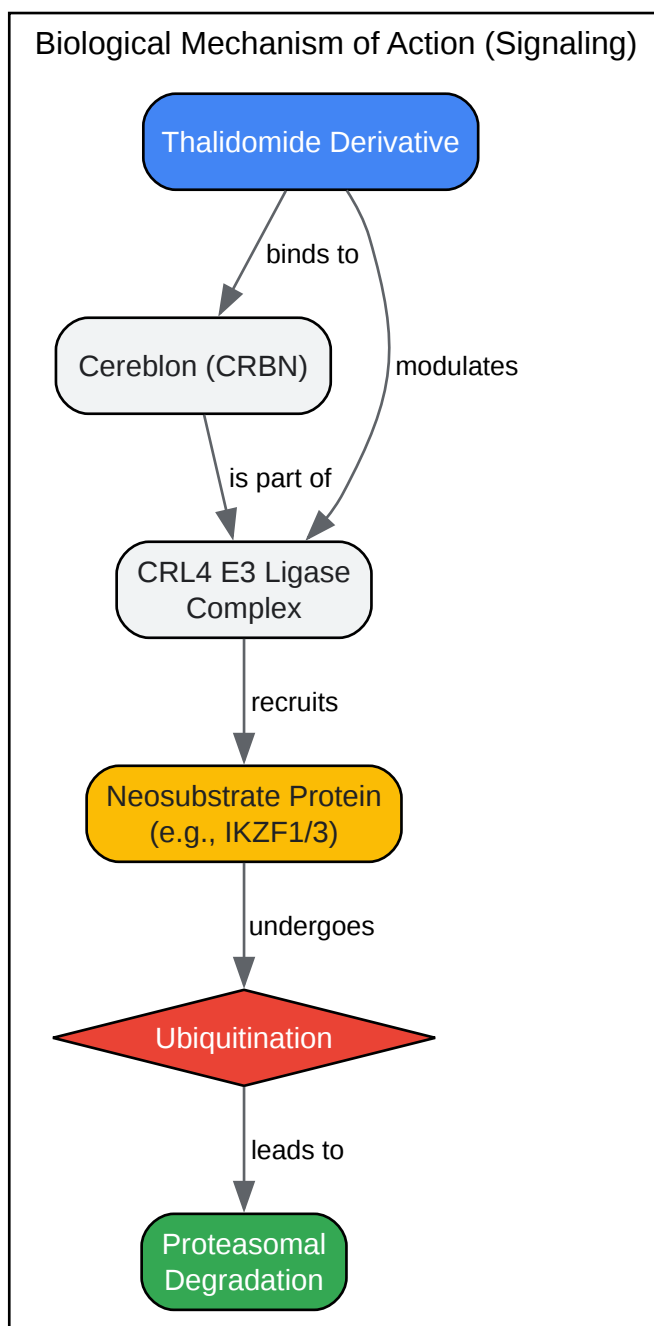 Biological Mechanism of Action (Signaling)
Thalidomide Derivative
binds to
Cereblon (CRBN)
modulates
is part of
CRL4 E3 Ligase
Complex
recruits
Neosubstrate Protein
(e.g., IKZF1/3)
undergoes
Ubiquitination
leads to
Proteasomal
Degradation